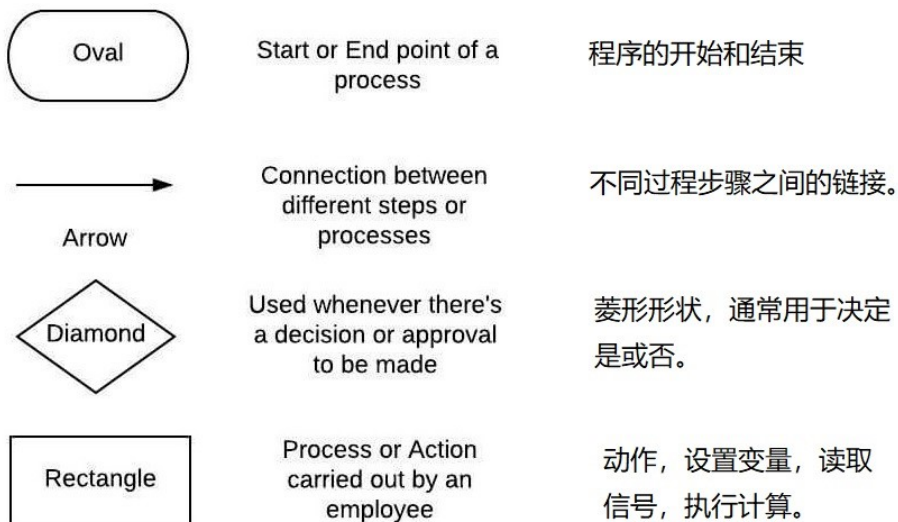 Oval
Start or End point of a
process
程序的开始和结束
Arrow
Connection between
different steps or
processes
不同过程步骤之间的链接。
Diamond
Used whenever there's
a decision or approval
to be made
菱形形状，通常用于决定
是或否。
Rectangle
Process or Action
carried out by an
employee
动作，设置变量，读取
信号，执行计算。